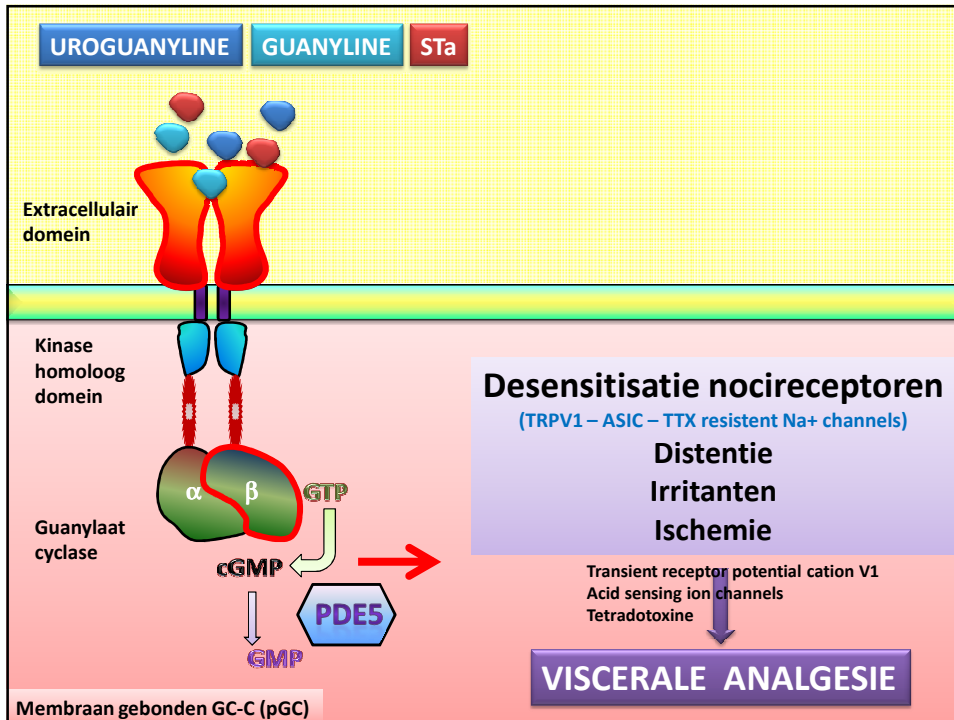 UROGUANYLINE GUANYLINE STa
Extracellulair
domein
Kinase
homoloog
domein
α β GTP
Guanylaat
cyclase
cGMP
PDE5
GMP
Membraan gebonden GC-C (pGC)
Desensitisatie nocireceptoren
(TRPV1 – ASIC – TTX resistent Na+ channels)
Distentie
Irritanten
Ischemie
Transient receptor potential cation V1
Acid sensing ion channels
Tetradotoxine
VISCERALE ANALGESIE